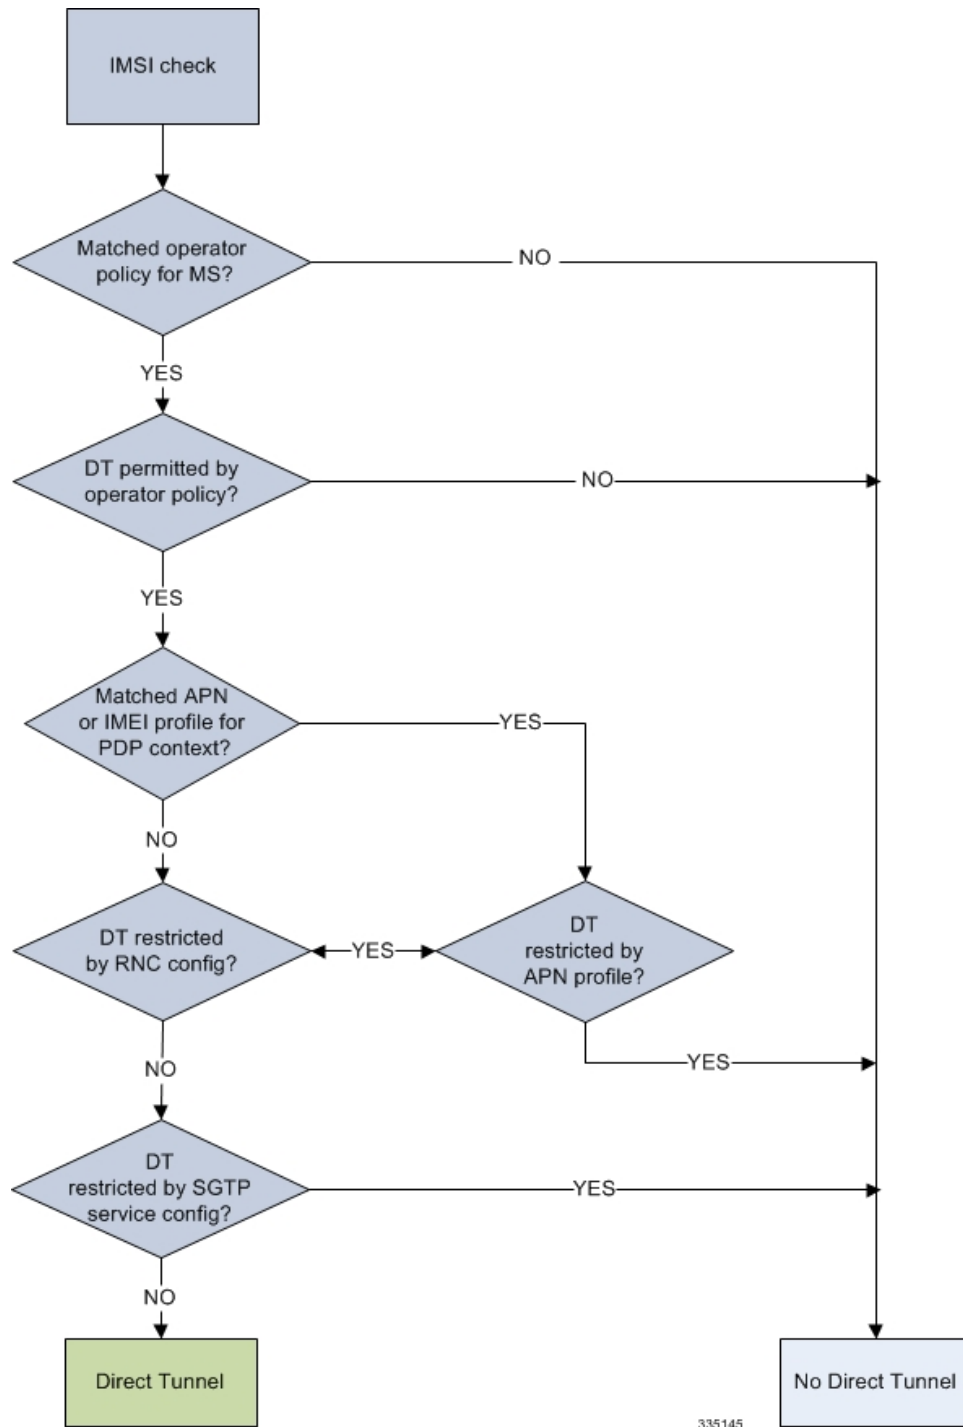 IMSI check
Matched operator
policy for MS?
NO
YES
DT permitted by
operator policy?
NO
YES
Matched APN
or IMEI profile for
PDP context?
YES
NO
DT restricted
by RNC config?
YES
DT
restricted by
APN profile?
YES
NO
DT
restricted by SGTP
service config?
YES
NO
Direct Tunnel
No Direct Tunnel
335145